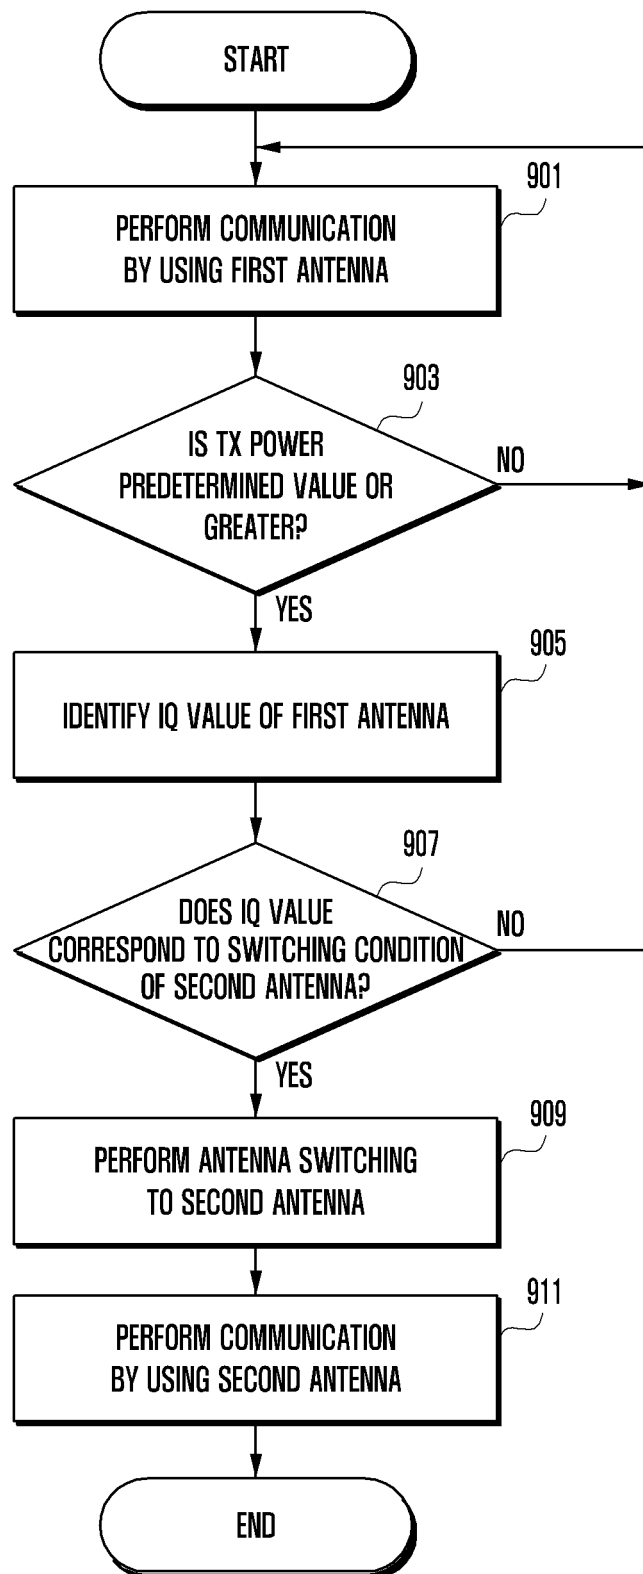 START
901
PERFORM COMMUNICATION
BY USING FIRST ANTENNA
903
IS TX POWER
PREDETERMINED VALUE OR
GREATER?
NO
YES
905
IDENTIFY IQ VALUE OF FIRST ANTENNA
907
DOES IQ VALUE
CORRESPOND TO SWITCHING CONDITION
OF SECOND ANTENNA?
NO
YES
909
PERFORM ANTENNA SWITCHING
TO SECOND ANTENNA
911
PERFORM COMMUNICATION
BY USING SECOND ANTENNA
END